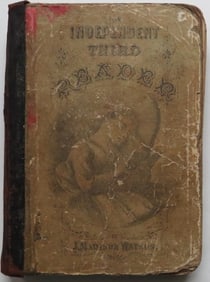 INDEPENDENT
THIRD
READER
J. MADISON WATSON